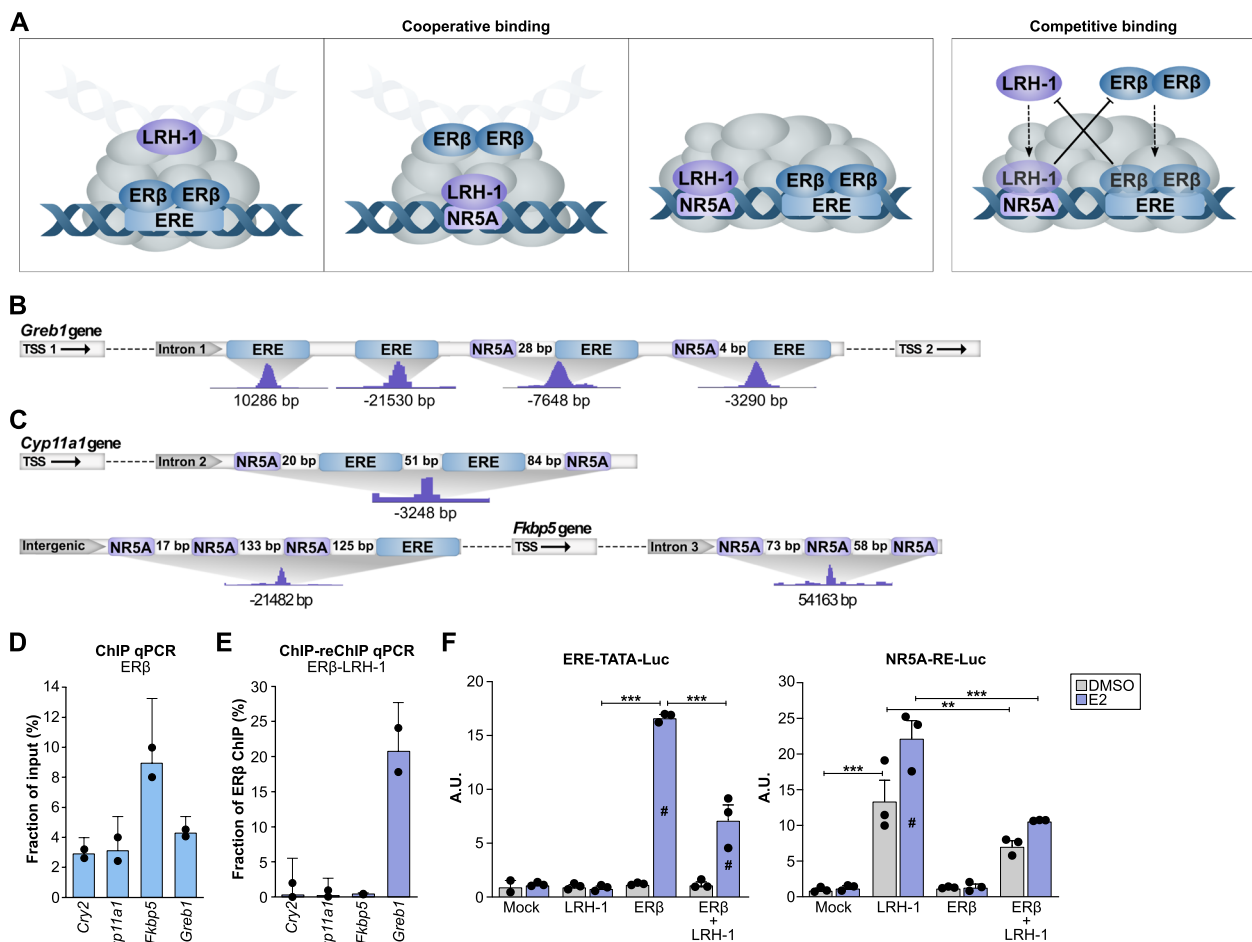 A
Cooperative binding
Competitive binding
LRH-1
ERβ ERβ
ERE
ERβ ERβ
LRH-1
NR5A
LRH-1
NR5A
ERβ ERβ
ERE
LRH-1
ERβ ERβ
LRH-1
NR5A
ERβ ERβ
ERE
B
Greb1 gene
TSS 1
Intron 1
ERE
ERE
NR5A 28 bp ERE
NR5A 4 bp ERE
TSS 2
10286 bp
-21530 bp
-7648 bp
-3290 bp
C
Cyp11a1 gene
TSS
Intron 2
NR5A 20 bp ERE 51 bp ERE 84 bp NR5A
-3248 bp
Fkbp5 gene
Intergenic
NR5A 17 bp NR5A 133 bp NR5A 125 bp ERE
TSS
Intron 3
NR5A 73 bp NR5A 58 bp NR5A
-21482 bp
54163 bp
D
ChIP qPCR
ERβ
Fraction of input (%)
14
12
10
8
6
4
2
0
Cry2
p11a1
Fkbp5
Greb1
E
ChIP-reChIP qPCR
ERβ-LRH-1
Fraction of ERβ ChIP (%)
30
25
20
15
10
5
0
Cry2
p11a1
Fkbp5
Greb1
F
ERE-TATA-Luc
A.U.
20
15
10
5
0
***
***
#
#
Mock
LRH-1
ERβ
ERβ
+
LRH-1
NR5A-RE-Luc
A.U.
30
25
20
15
10
5
0
***
**
***
#
Mock
LRH-1
ERβ
ERβ
+
LRH-1
DMSO
E2